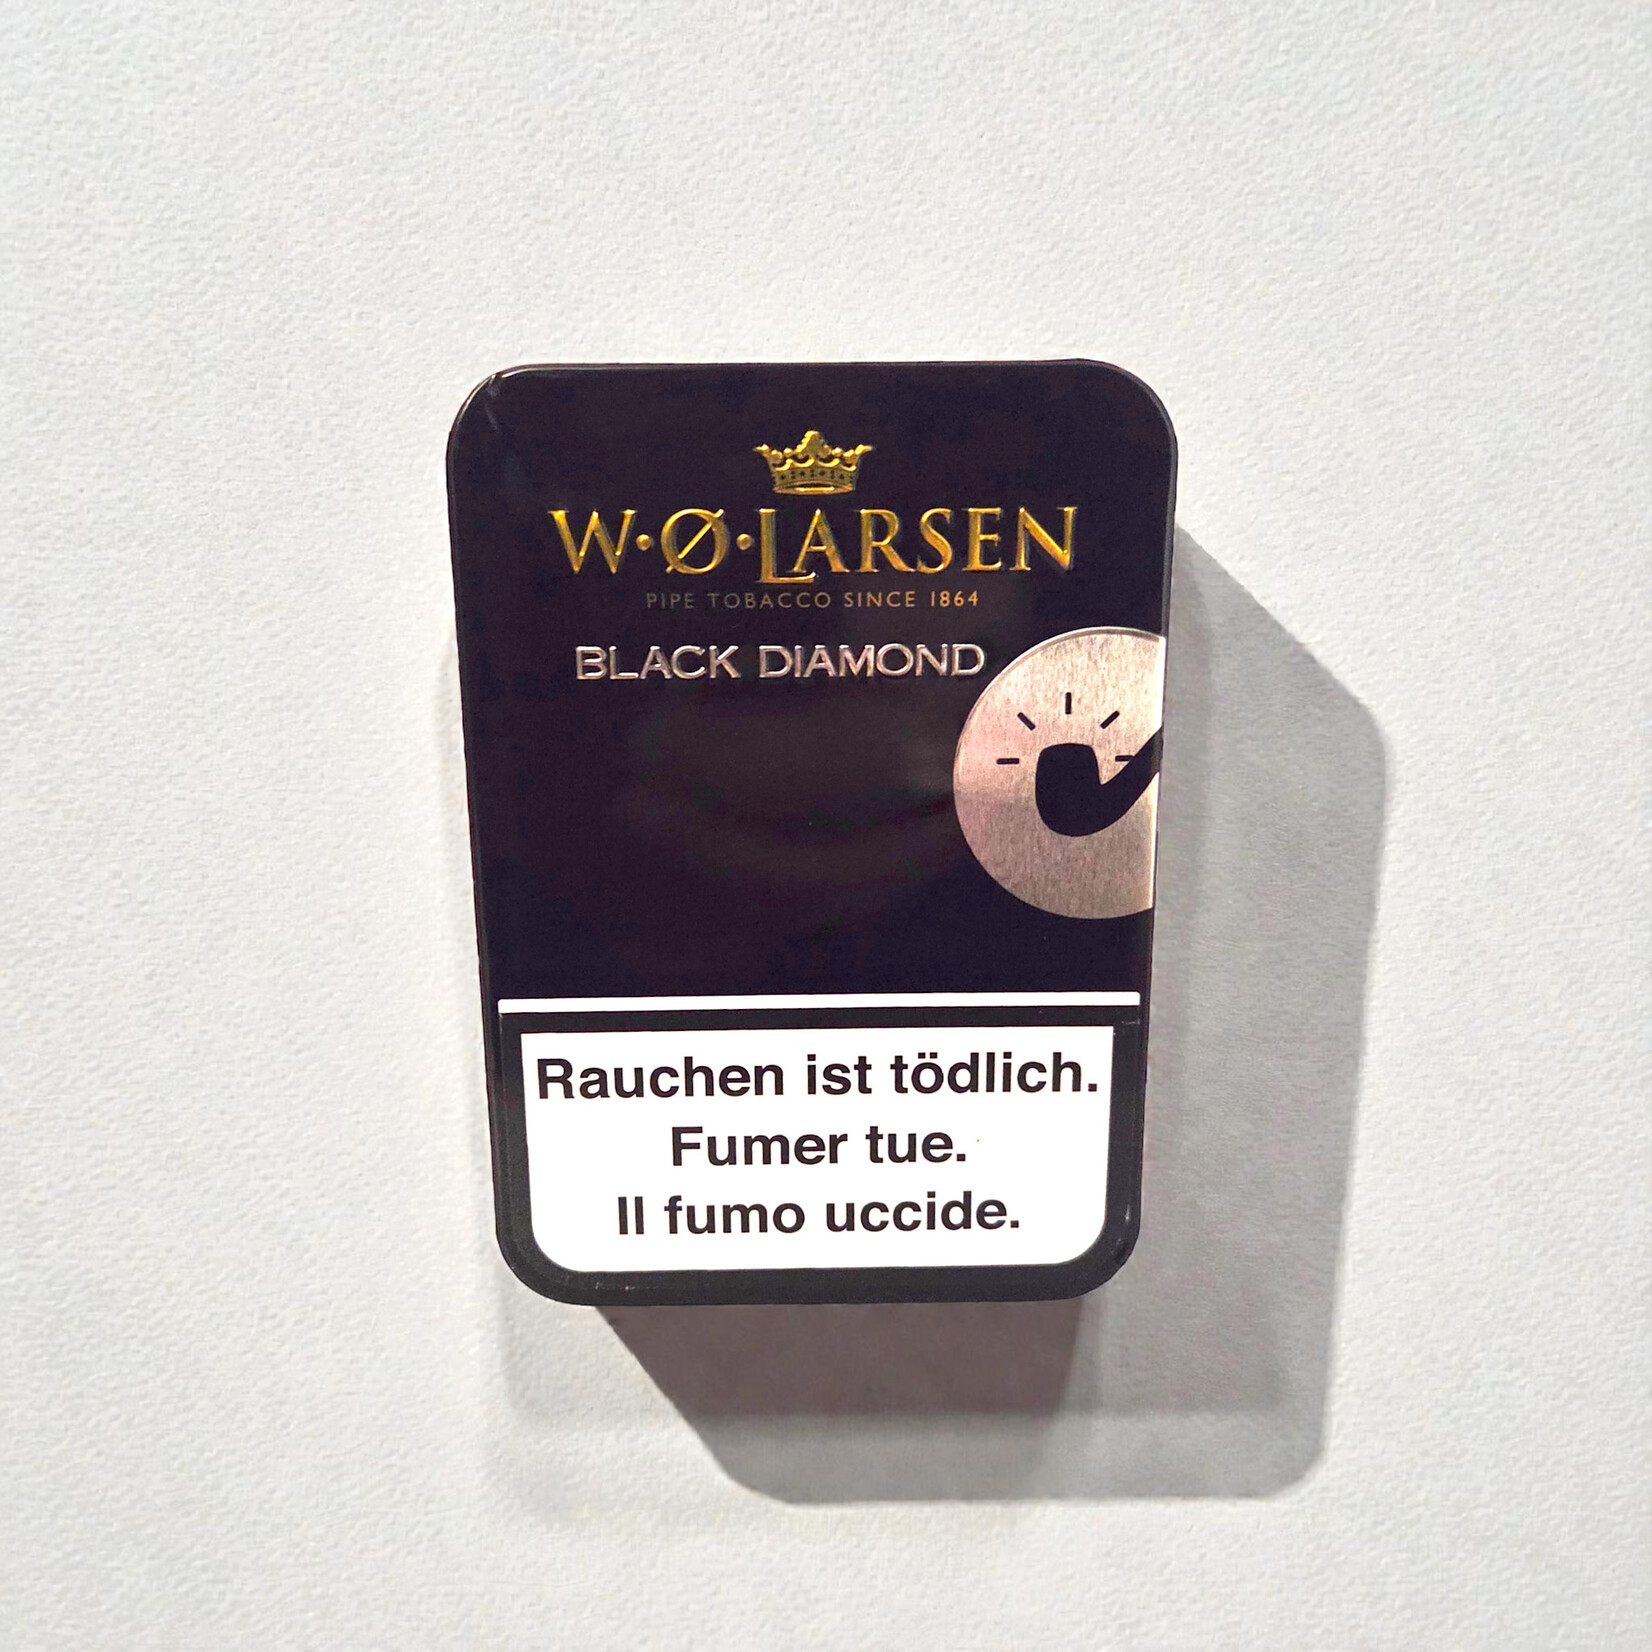 W·Ø·LARSEN
PIPE TOBACCO SINCE 1864
BLACK DIAMOND
Rauchen ist tödlich.
Fumer tue.
Il fumo uccide.